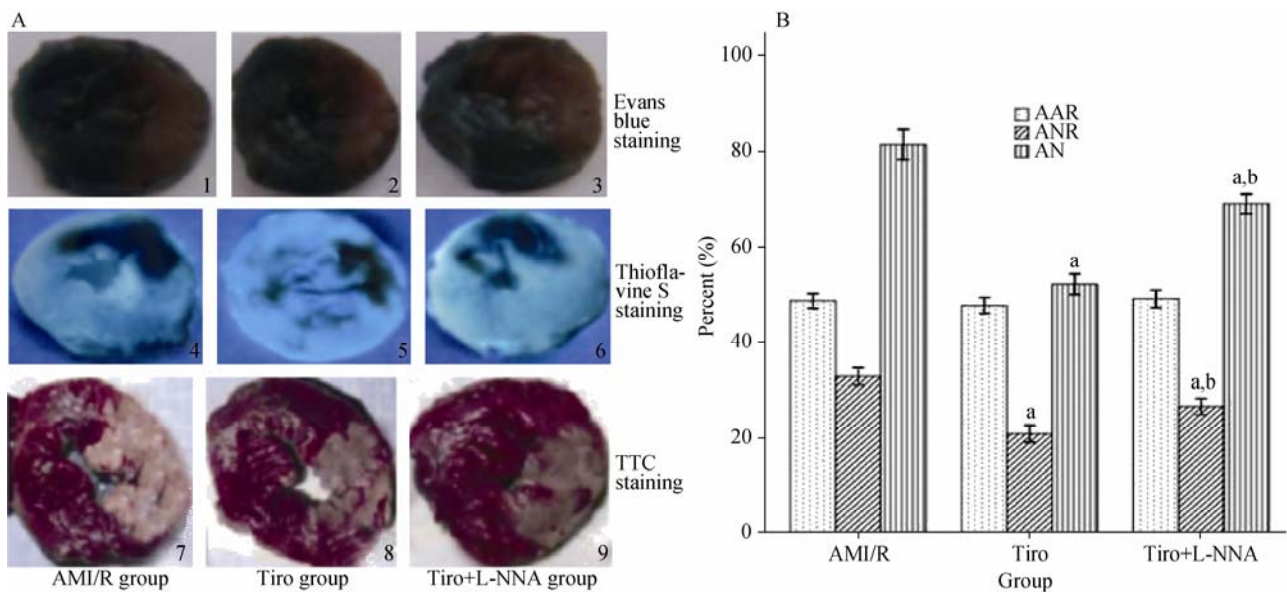 A
1
2
3
Evans
blue
staining
4
5
6
Thiofla-
vine S
staining
7
8
9
TTC
staining
AMI/R group
Tiro group
Tiro+L-NNA group
B
100
80
60
40
20
0
Percent (%)
AAR
ANR
AN
a
a
a,b
a,b
AMI/R
Tiro
Tiro+L-NNA
Group